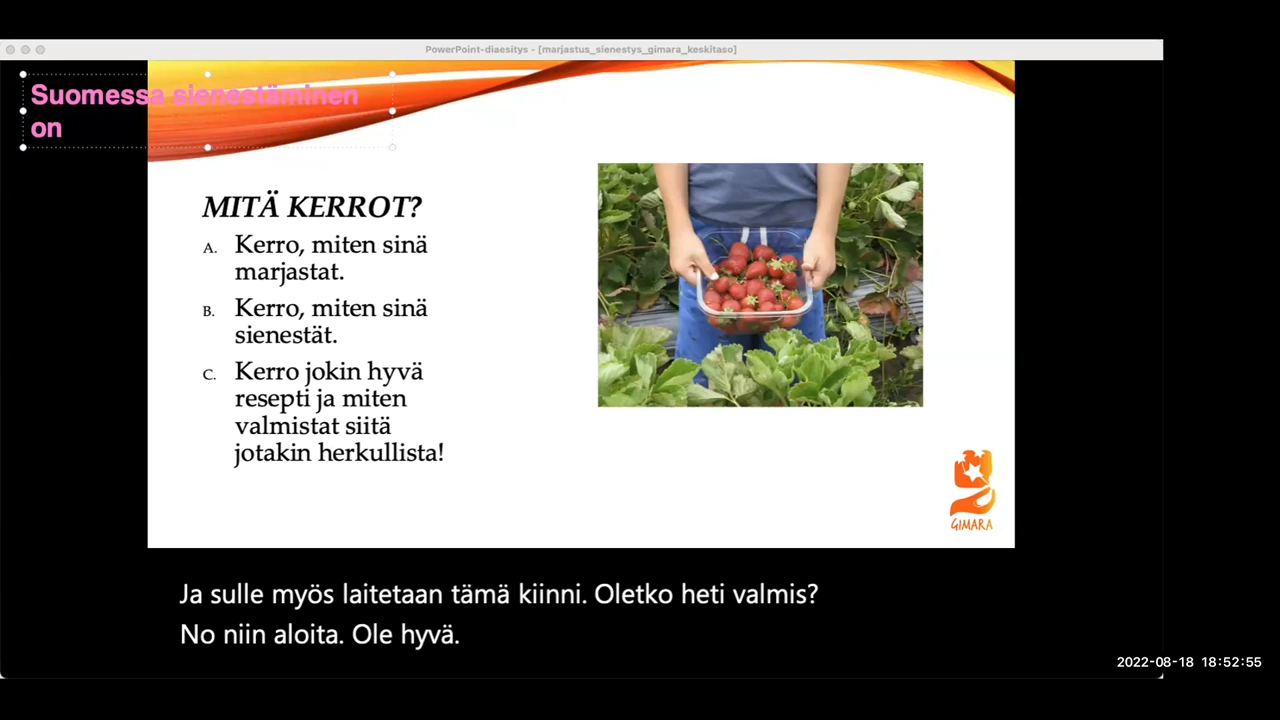 PowerPoint-diaesitys - [marjastus_sienestys_gimara_keskitaso]
Suomessa sienestäminen
on
MITÄ KERROT?
A. Kerro, miten sinä
marjastat.
B. Kerro, miten sinä
sienestät.
C. Kerro jokin hyvä
resepti ja miten
valmistat siitä
jotakin herkullista!
GIMARA
Ja sulle myös laitetaan tämä kiinni. Oletko heti valmis?
No niin aloita. Ole hyvä.
2022-08-18 18:52:55